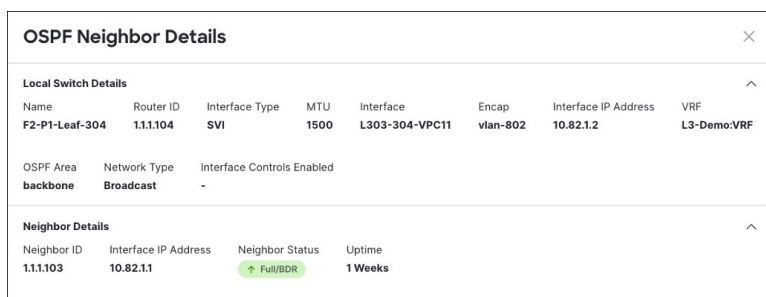 OSPF Neighbor Details
Local Switch Details
Name Router ID Interface Type MTU Interface Encap Interface IP Address VRF
F2-P1-Leaf-304 1.1.1.104 SVI 1500 L303-304-VPC11 vlan-802 10.82.1.2 L3-Demo:VRF
OSPF Area Network Type Interface Controls Enabled
backbone Broadcast -
Neighbor Details
Neighbor ID Interface IP Address Neighbor Status Uptime
1.1.1.103 10.82.1.1 ↑ Full/BDR 1 Weeks